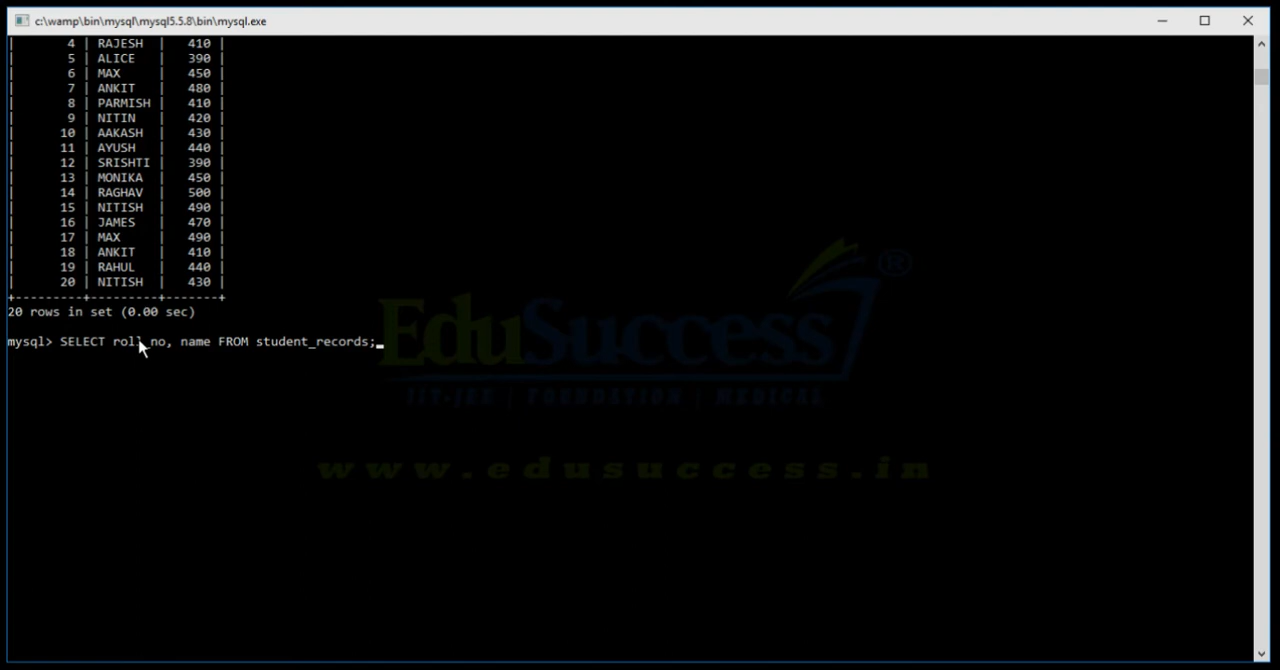 c:\wamp\bin\mysql\mysql5.5.8\bin\mysql.exe
| 4 | RAJESH | 410 |
| 5 | ALICE | 390 |
| 6 | MAX | 450 |
| 7 | ANKIT | 480 |
| 8 | PARMISH | 410 |
| 9 | NITIN | 420 |
| 10 | AAKASH | 430 |
| 11 | AYUSH | 440 |
| 12 | SRISHTI | 390 |
| 13 | MONIKA | 450 |
| 14 | RAGHAV | 500 |
| 15 | NITISH | 490 |
| 16 | JAMES | 470 |
| 17 | MAX | 490 |
| 18 | ANKIT | 410 |
| 19 | RAHUL | 440 |
| 20 | NITISH | 430 |
+---------+---------+-------+
20 rows in set (0.00 sec)
mysql> SELECT roll_no, name FROM student_records;
EduSuccess ®
IIT-JEE | FOUNDATION | MEDICAL
www.edusuccess.in